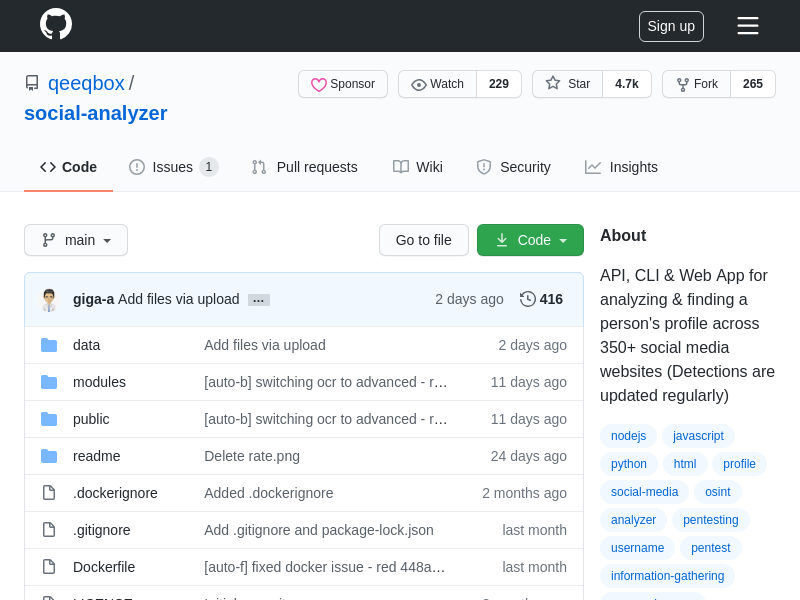 Sign up
qeeqbox /
social-analyzer
Sponsor
Watch 229
Star 4.7k
Fork 265
Code
Issues 1
Pull requests
Wiki
Security
Insights
main
Go to file
Code
giga-a Add files via upload ... 2 days ago 416
data Add files via upload 2 days ago
modules [auto-b] switching ocr to advanced - r… 11 days ago
public [auto-b] switching ocr to advanced - r… 11 days ago
readme Delete rate.png 24 days ago
.dockerignore Added .dockerignore 2 months ago
.gitignore Add .gitignore and package-lock.json last month
Dockerfile [auto-f] fixed docker issue - red 448a… last month
About
API, CLI & Web App for
analyzing & finding a
person's profile across
350+ social media
websites (Detections are
updated regularly)
nodejs javascript
python html profile
social-media osint
analyzer pentesting
username pentest
information-gathering